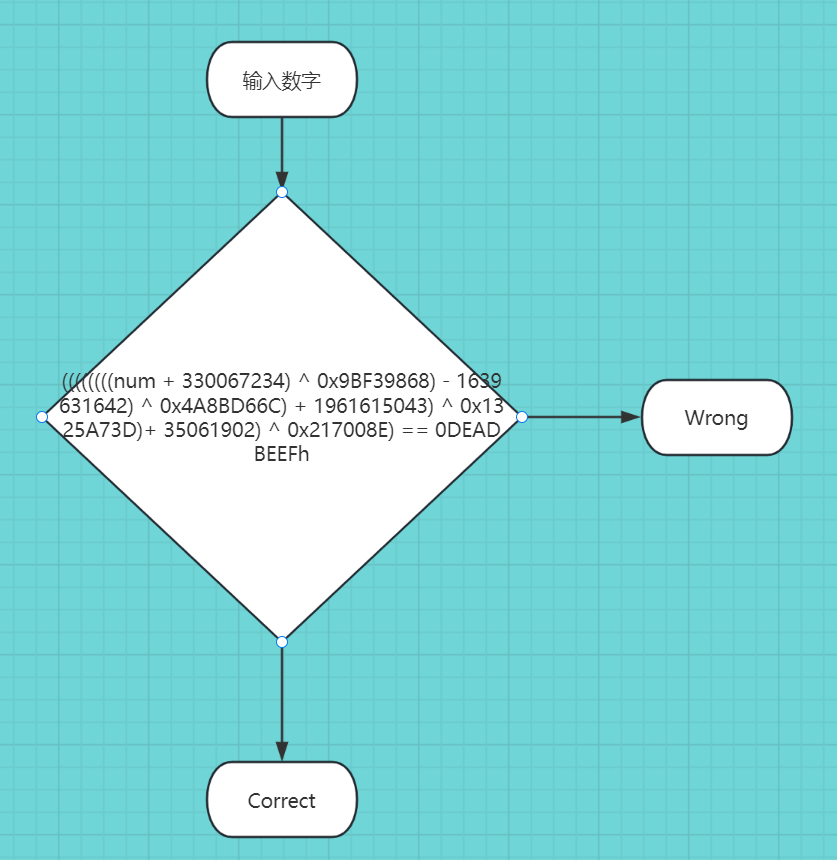 输入数字
((((((((num + 330067234) ^ 0x9BF39868) - 1639
631642) ^ 0x4A8BD66C) + 1961615043) ^ 0x13
25A73D)+ 35061902) ^ 0x217008E) == 0DEAD
BEEFh
Wrong
Correct